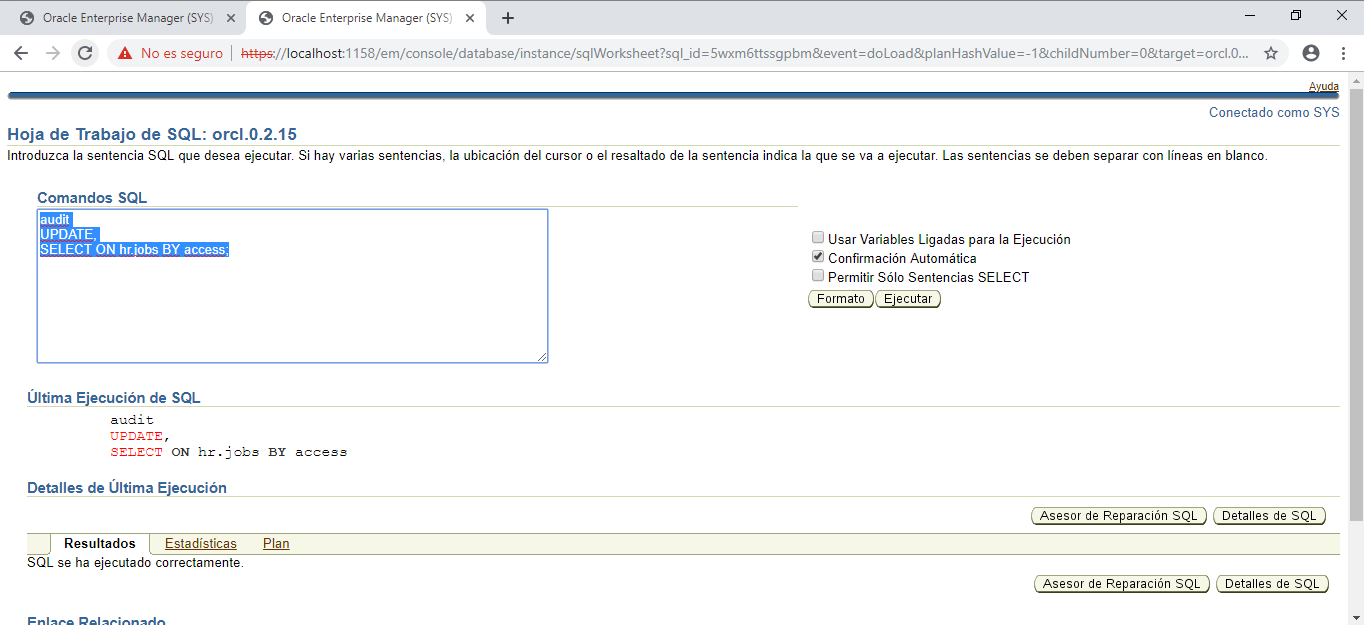 Oracle Enterprise Manager (SYS)
Oracle Enterprise Manager (SYS)
No es seguro
https://localhost:1158/em/console/database/instance/sqlWorksheet?sql_id=5wxm6ttssgpbm&event=doLoad&planHashValue=-1&childNumber=0&target=orcl.0...
Ayuda
Conectado como SYS
Hoja de Trabajo de SQL: orcl.0.2.15
Introduzca la sentencia SQL que desea ejecutar. Si hay varias sentencias, la ubicación del cursor o el resaltado de la sentencia indica la que se va a ejecutar. Las sentencias se deben separar con líneas en blanco.
Comandos SQL
audit
UPDATE,
SELECT ON hr.jobs BY access;
Usar Variables Ligadas para la Ejecución
Confirmación Automática
Permitir Sólo Sentencias SELECT
Formato Ejecutar
Última Ejecución de SQL
audit
UPDATE,
SELECT ON hr.jobs BY access
Detalles de Última Ejecución
Asesor de Reparación SQL Detalles de SQL
Resultados Estadísticas Plan
SQL se ha ejecutado correctamente.
Asesor de Reparación SQL Detalles de SQL
Enlace Relacionado